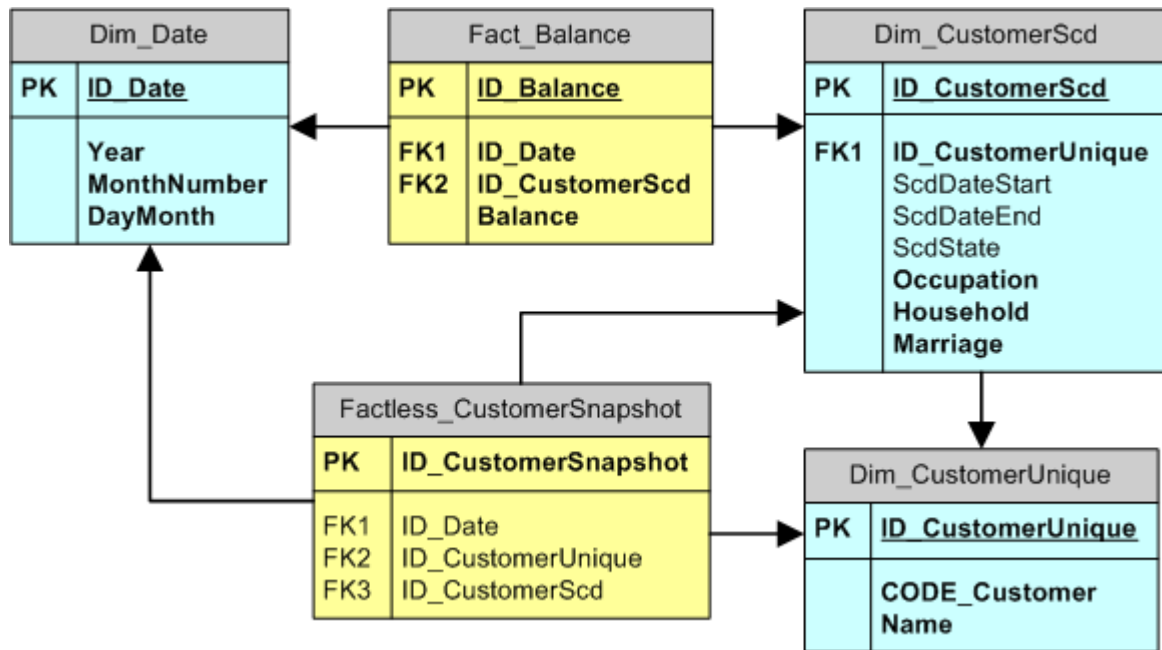 Dim_Date
PK ID_Date
Year
MonthNumber
DayMonth
Fact_Balance
PK ID_Balance
FK1 ID_Date
FK2 ID_CustomerScd
Balance
Dim_CustomerScd
PK ID_CustomerScd
FK1 ID_CustomerUnique
ScdDateStart
ScdDateEnd
ScdState
Occupation
Household
Marriage
Factless_CustomerSnapshot
PK ID_CustomerSnapshot
FK1 ID_Date
FK2 ID_CustomerUnique
FK3 ID_CustomerScd
Dim_CustomerUnique
PK ID_CustomerUnique
CODE_Customer
Name